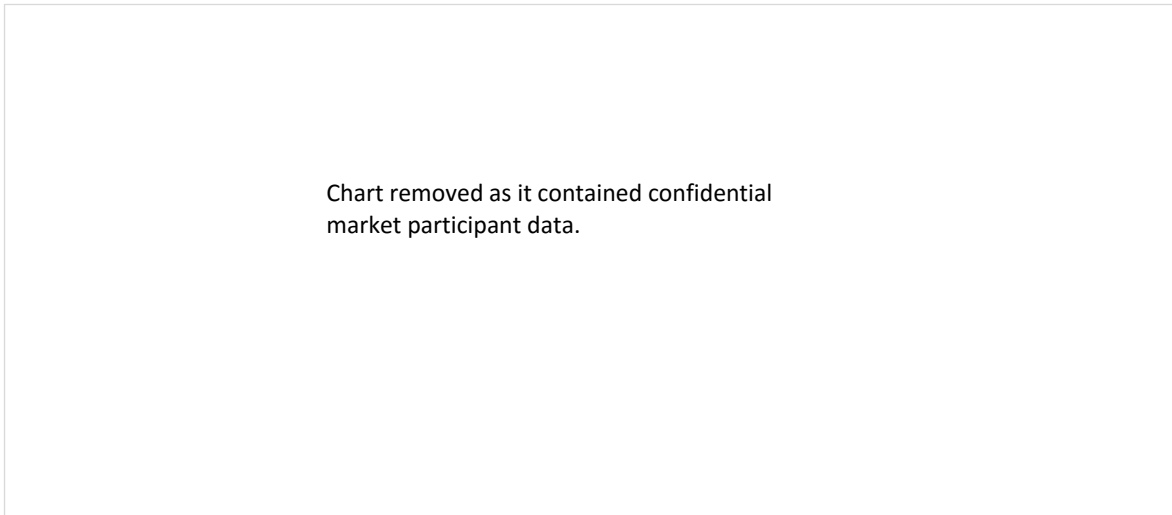 Chart removed as it contained confidential
market participant data.